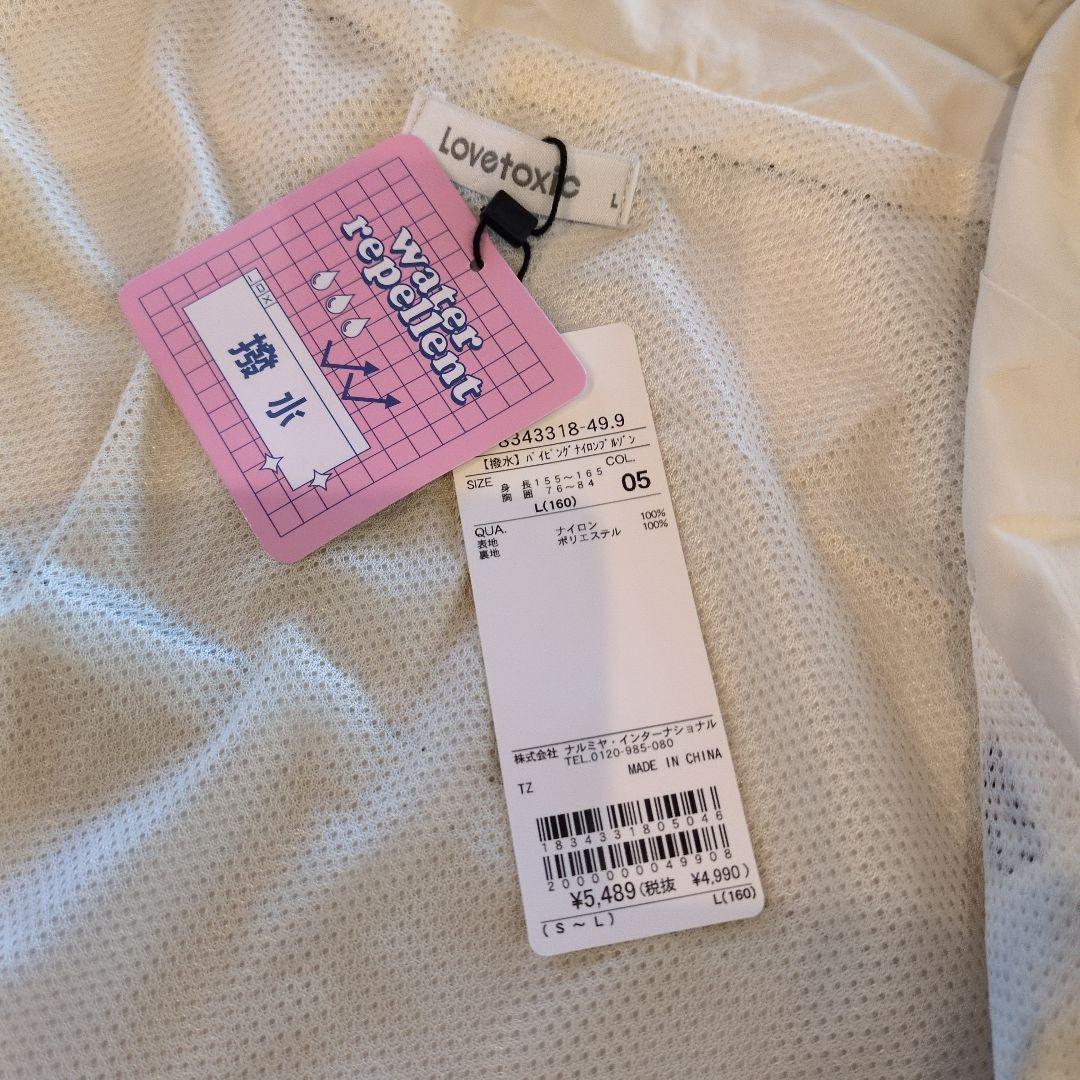 Lovetoxic
L
water
repellent
撥水
8343318-49.9
【撥水】パイピングナイロンブルゾン
SIZE 身長155～165 COL.
胸囲 76～84 05
L(160)
QUA.
表地 ナイロン 100%
裏地 ポリエステル 100%
株式会社 ナルミヤ・インターナショナル
TEL.0120-985-080
MADE IN CHINA
TZ
1834331805046
2000000049908
¥5,489(税抜 ¥4,990)
(S～L) L(160)